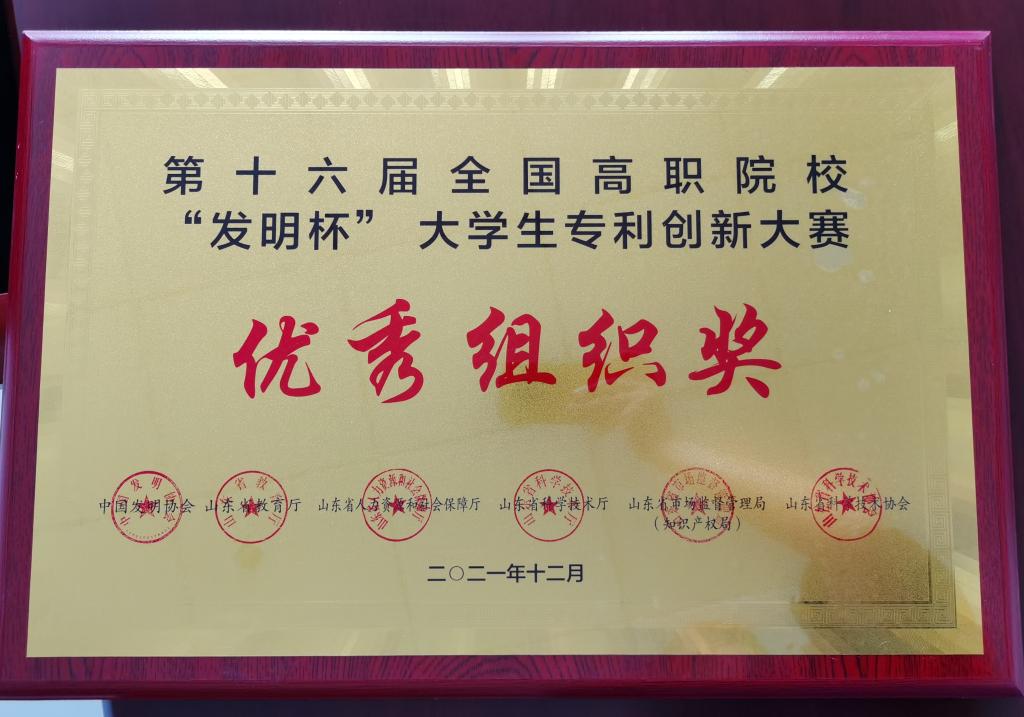 第十六届全国高职院校
“发明杯” 大学生专利创新大赛
优秀组织奖
中国发明协会 山东省教育厅 山东省人力资源和社会保障厅 山东省科学技术厅 山东省市场监督管理局 山东省科学技术协会
（知识产权局）
二〇二一年十二月